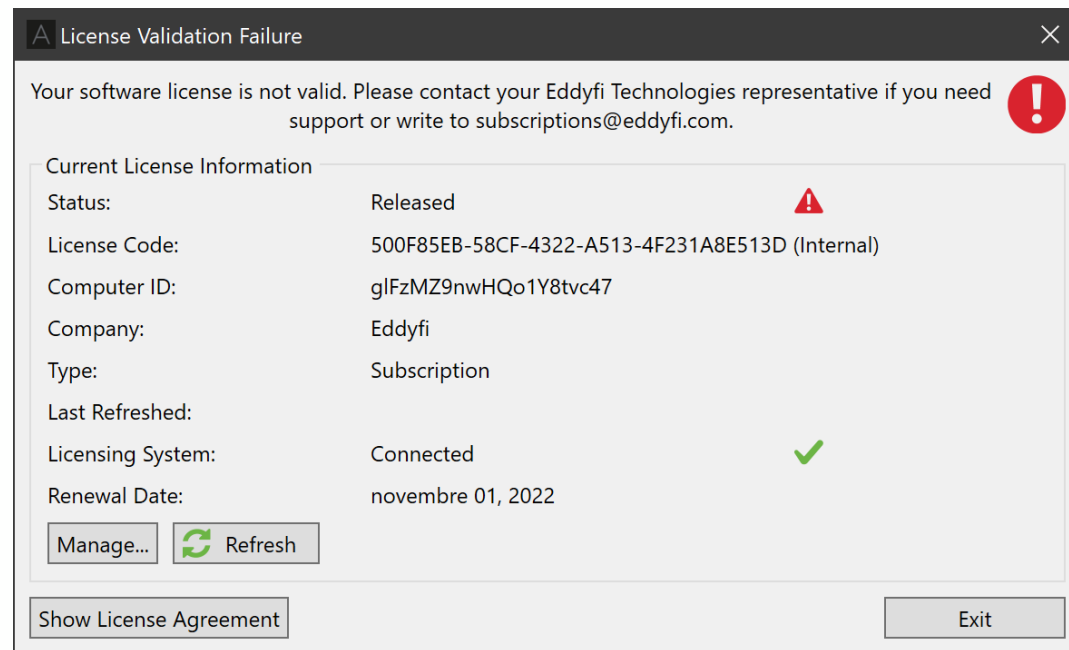 License Validation Failure
Your software license is not valid. Please contact your Eddyfi Technologies representative if you need
support or write to subscriptions@eddyfi.com.
Current License Information
Status: Released
License Code: 500F85EB-58CF-4322-A513-4F231A8E513D (Internal)
Computer ID: glFzMZ9nwHQo1Y8tvc47
Company: Eddyfi
Type: Subscription
Last Refreshed:
Licensing System: Connected
Renewal Date: novembre 01, 2022
Manage... Refresh
Show License Agreement Exit